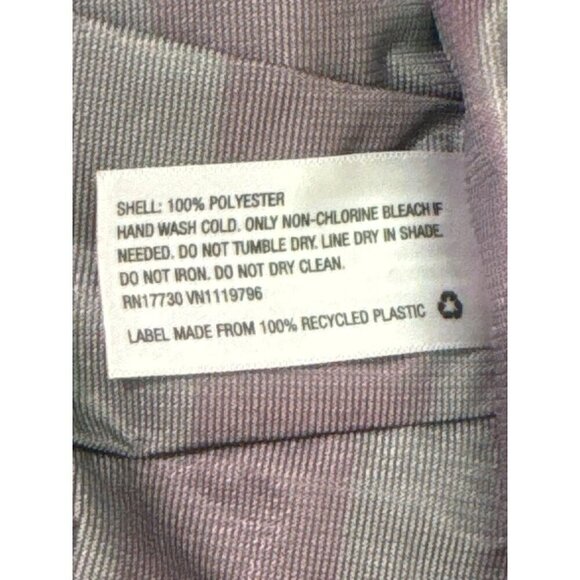 SHELL: 100% POLYESTER
HAND WASH COLD. ONLY NON-CHLORINE BLEACH IF
NEEDED. DO NOT TUMBLE DRY. LINE DRY IN SHADE.
DO NOT IRON. DO NOT DRY CLEAN.
RN17730 VN1119796
LABEL MADE FROM 100% RECYCLED PLASTIC